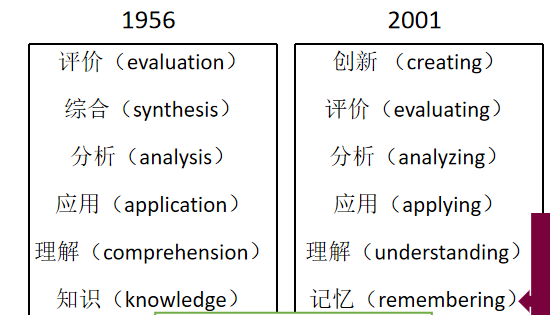 1956
评价（evaluation）
综合（synthesis）
分析（analysis）
应用（application）
理解（comprehension）
知识（knowledge）
2001
创新 （creating）
评价（evaluating）
分析（analyzing）
应用（applying）
理解（understanding）
记忆（remembering）